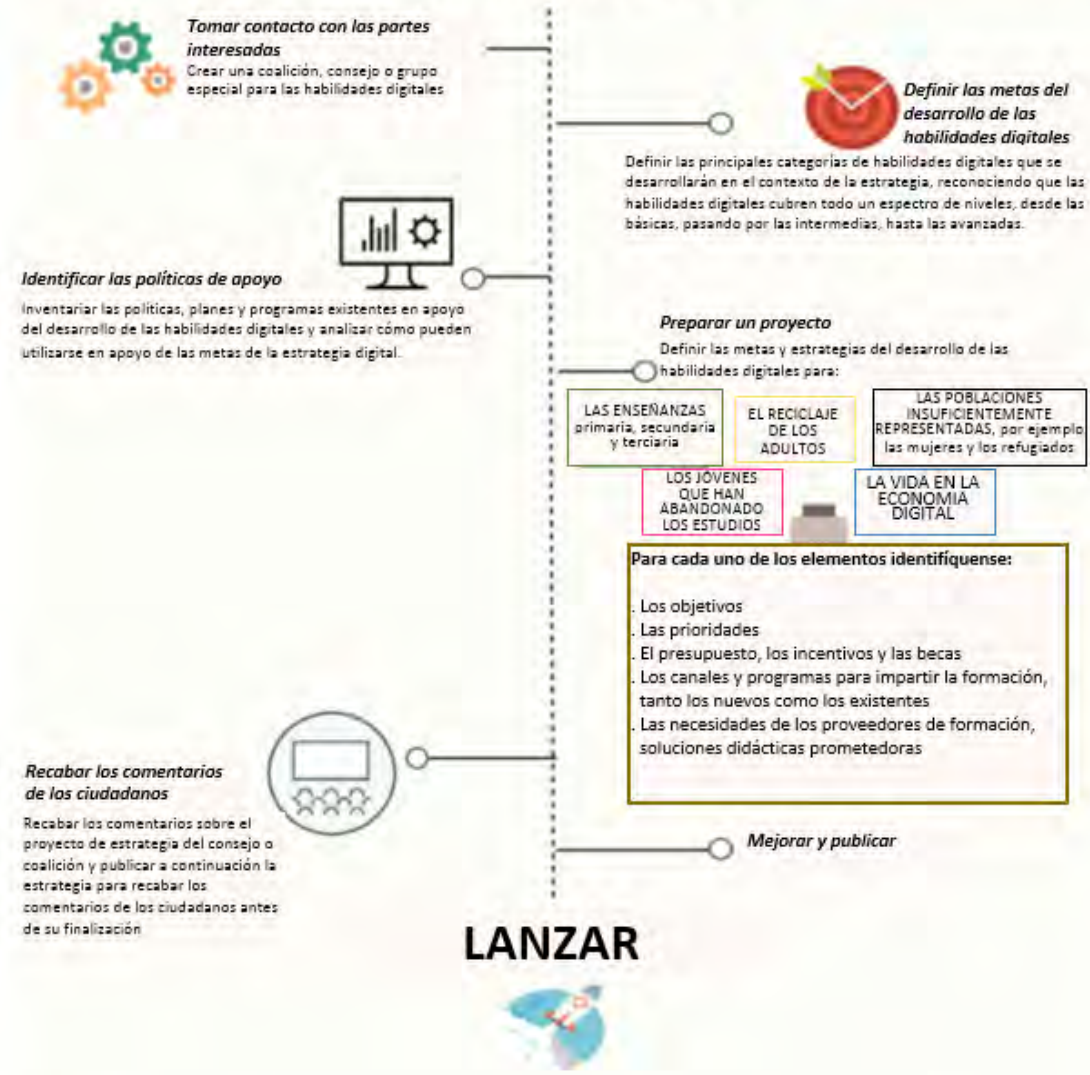 Tomar contacto con las partes
interesadas
Crear una coalición, consejo o grupo
especial para las habilidades digitales
Definir las metas del
desarrollo de las
habilidades digitales
Definir las principales categorías de habilidades digitales que se
desarrollarán en el contexto de la estrategia, reconociendo que las
habilidades digitales cubren todo un espectro de niveles, desde las
básicas, pasando por las intermedias, hasta las avanzadas.
Identificar las políticas de apoyo
Inventariar las políticas, planes y programas existentes en apoyo
del desarrollo de las habilidades digitales y analizar cómo pueden
utilizarse en apoyo de las metas de la estrategia digital.
Preparar un proyecto
Definir las metas y estrategias del desarrollo de las
habilidades digitales para:
LAS ENSEÑANZAS
primaria, secundaria
y terciaria
EL RECICLAJE
DE LOS
ADULTOS
LAS POBLACIONES
INSUFICIENTEMENTE
REPRESENTADAS, por ejemplo
las mujeres y los refugiados
LOS JÓVENES
QUE HAN
ABANDONADO
LOS ESTUDIOS
LA VIDA EN LA
ECONOMIA
DIGITAL
Para cada uno de los elementos identifíquense:
. Los objetivos
. Las prioridades
. El presupuesto, los incentivos y las becas
. Los canales y programas para impartir la formación,
tanto los nuevos como los existentes
. Las necesidades de los proveedores de formación,
soluciones didácticas prometedoras
Recabar los comentarios
de los ciudadanos
Recabar los comentarios sobre el
proyecto de estrategia del consejo o
coalición y publicar a continuación la
estrategia para recabar los
comentarios de los ciudadanos antes
de su finalización
Mejorar y publicar
LANZAR